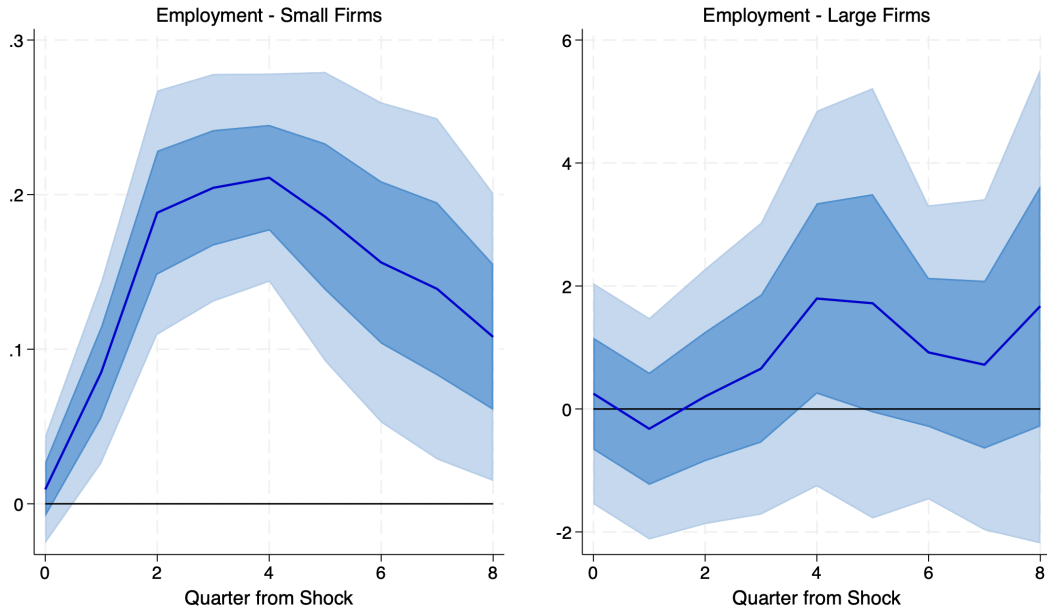 Employment - Small Firms
.3
.2
.1
0
0 2 4 6 8
Quarter from Shock
Employment - Large Firms
6
4
2
0
-2
0 2 4 6 8
Quarter from Shock